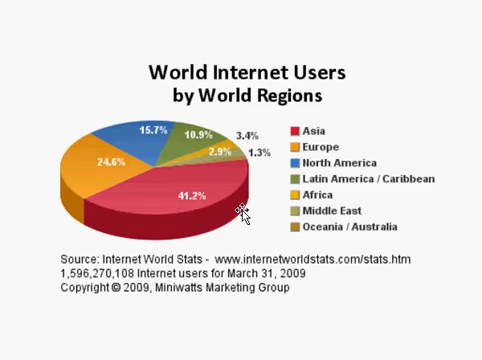 World Internet Users
by World Regions
15.7%
10.9%
3.4%
2.9%
1.3%
24.6%
41.2%
Asia
Europe
North America
Latin America / Caribbean
Africa
Middle East
Oceania / Australia
Source: Internet World Stats - www.internetworldstats.com/stats.htm
1,596,270,108 Internet users for March 31, 2009
Copyright © 2009, Miniwatts Marketing Group